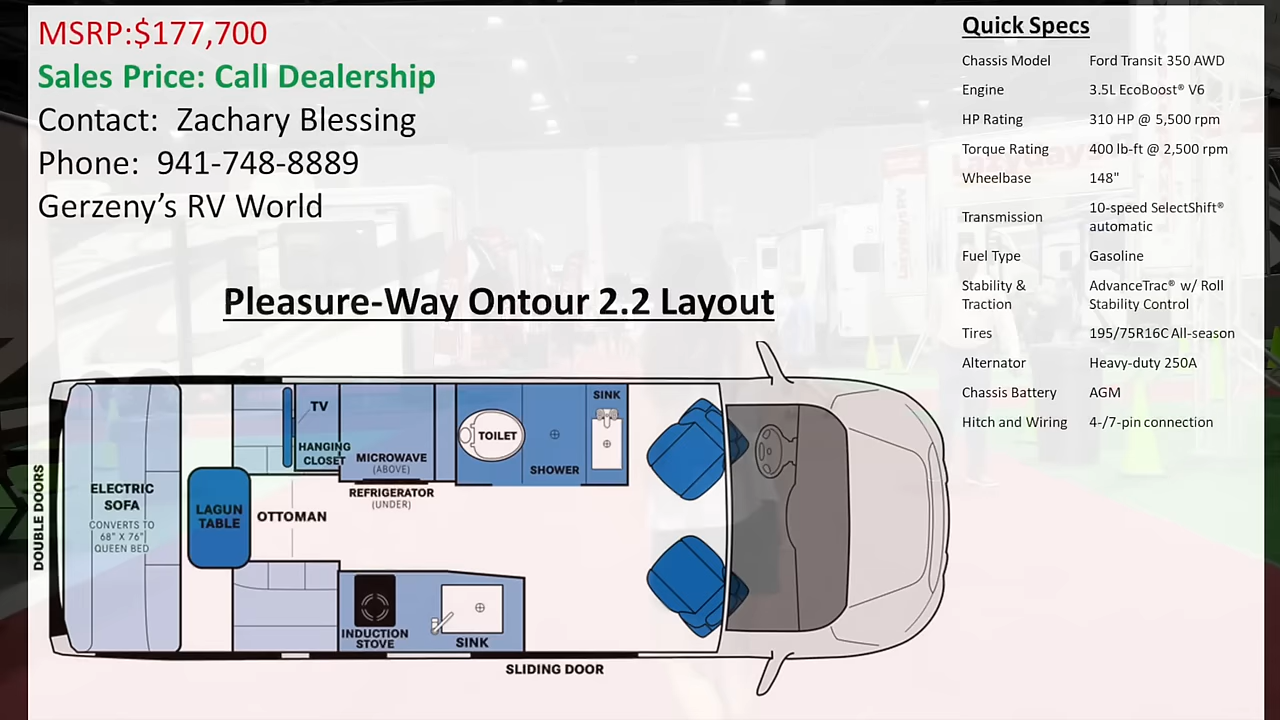 MSRP:$177,700
Sales Price: Call Dealership
Contact: Zachary Blessing
Phone: 941-748-8889
Gerzeny’s RV World
Quick Specs
Chassis Model Ford Transit 350 AWD
Engine 3.5L EcoBoost® V6
HP Rating 310 HP @ 5,500 rpm
Torque Rating 400 lb-ft @ 2,500 rpm
Wheelbase 148"
Transmission 10-speed SelectShift®
automatic
Fuel Type Gasoline
Stability & AdvanceTrac® w/ Roll
Traction Stability Control
Tires 195/75R16C All-season
Alternator Heavy-duty 250A
Chassis Battery AGM
Hitch and Wiring 4-/7-pin connection
Pleasure-Way Ontour 2.2 Layout
DOUBLE DOORS
ELECTRIC
SOFA
CONVERTS TO
68" X 76"
QUEEN BED
LAGUN
TABLE
OTTOMAN
TV
HANGING
CLOSET
MICROWAVE
(ABOVE)
REFRIGERATOR
(UNDER)
TOILET
SHOWER
SINK
INDUCTION
STOVE
SINK
SLIDING DOOR